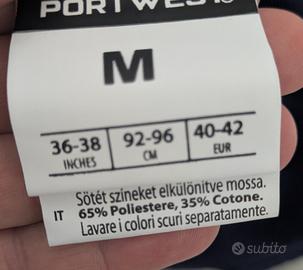 PORTWEST®
M
36-38 92-96 40-42
INCHES CM EUR
Sötét színeket elkülönítve mossa.
IT 65% Poliestere, 35% Cotone.
Lavare i colori scuri separatamente.
subito